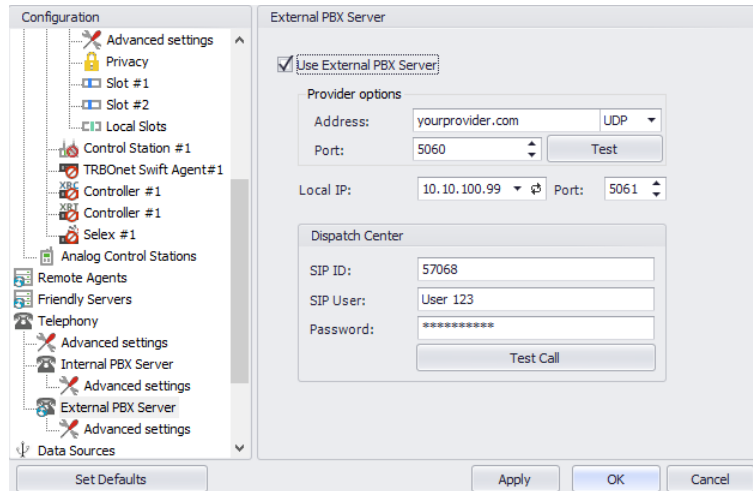 Configuration
Advanced settings
Privacy
Slot #1
Slot #2
Local Slots
Control Station #1
TRBOnet Swift Agent#1
XRC Controller #1
XRT Controller #1
Selex #1
Analog Control Stations
Remote Agents
Friendly Servers
Telephony
Advanced settings
Internal PBX Server
Advanced settings
External PBX Server
Advanced settings
Data Sources
Set Defaults
External PBX Server
Use External PBX Server
Provider options
Address: yourprovider.com UDP
Port: 5060 Test
Local IP: 10.10.100.99 Port: 5061
Dispatch Center
SIP ID: 57068
SIP User: User 123
Password: **********
Test Call
Apply OK Cancel